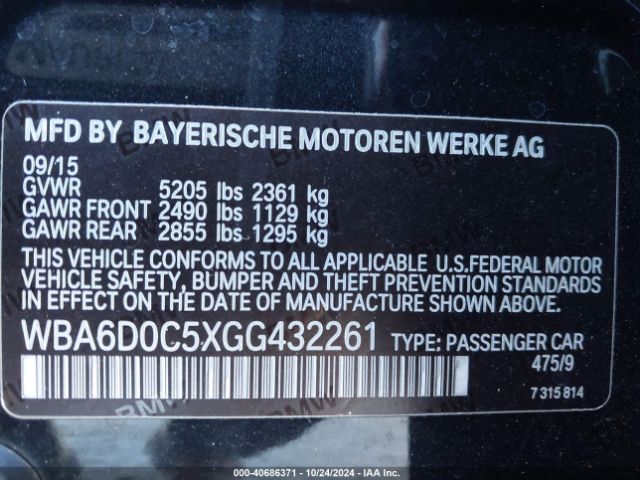 MFD BY BAYERISCHE MOTOREN WERKE AG
09/15
GVWR 5205 lbs 2361 kg
GAWR FRONT 2490 lbs 1129 kg
GAWR REAR 2855 lbs 1295 kg
THIS VEHICLE CONFORMS TO ALL APPLICABLE U.S.FEDERAL MOTOR
VEHICLE SAFETY, BUMPER AND THEFT PREVENTION STANDARDS
IN EFFECT ON THE DATE OF MANUFACTURE SHOWN ABOVE.
WBA6D0C5XGG432261 TYPE: PASSENGER CAR
475/9
7 315 814
BMW
000-40686371 | 10/24/2024 | IAA Inc.